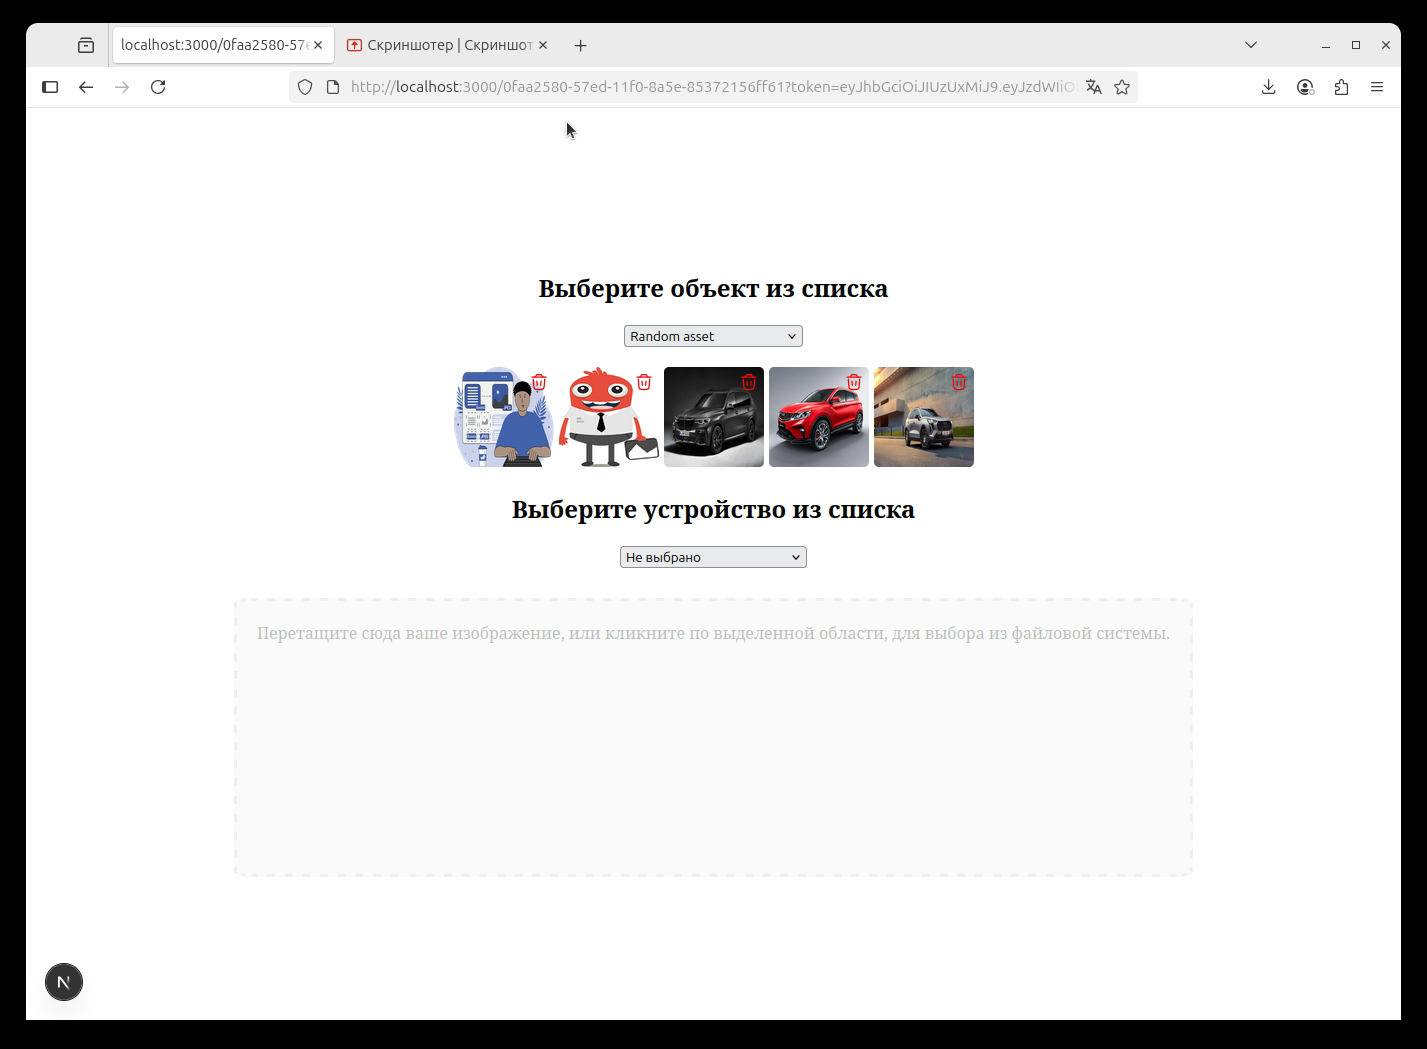 localhost:3000/0faa2580-57
Скриншотер | Скриншот
http://localhost:3000/0faa2580-57ed-11f0-8a5e-85372156ff61?token=eyJhbGciOiJIUzUxMiJ9.eyJzdWIiO
Выберите объект из списка
Random asset
Выберите устройство из списка
Не выбрано
Перетащите сюда ваше изображение, или кликните по выделенной области, для выбора из файловой системы.
N